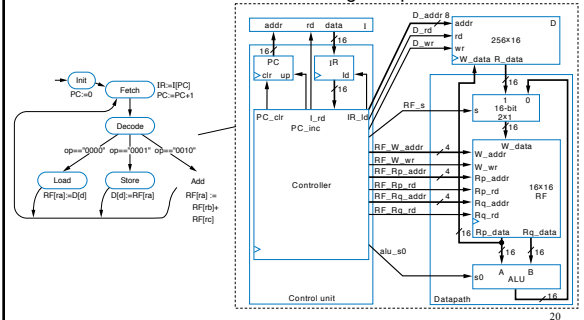 Init
PC:=0
Fetch
IR:=I[PC]
PC:=PC+1
Decode
op=="0000"
op=="0001"
op=="0010"
Load
Store
Add
RF[ra]:=D[d]
D[d]:=RF[ra]
RF[ra] :=
RF[rb]+
RF[rc]
addr
rd
data
I
16
16
PC
clr
up
IR
ld
16
PC_clr
PC_inc
I_rd
IR_ld
Controller
Control unit
D_addr 8
D_rd
D_wr
RF_s
RF_W_addr
4
RF_W_wr
RF_Rp_addr
4
RF_Rp_rd
RF_Rq_addr
4
RF_Rq_rd
alu_s0
addr
D
rd
256×16
wr
W_data
R_data
16
16
s
1
0
16-bit
2×1
16
W_data
W_addr
W_wr
Rp_addr
16×16
Rp_rd
RF
Rq_addr
Rq_rd
Rp_data
Rq_data
16
16
16
s0
A
B
ALU
16
Datapath
20